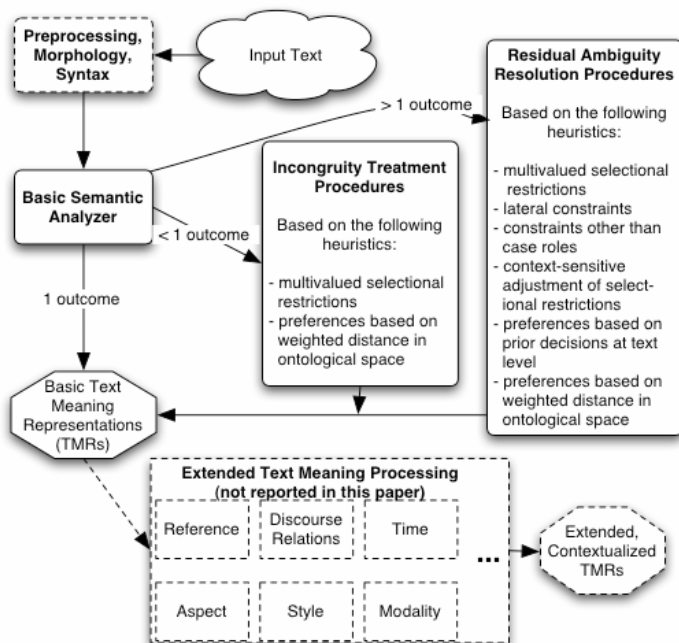 Preprocessing,
Morphology,
Syntax
Input Text
> 1 outcome
Residual Ambiguity
Resolution Procedures
Based on the following
heuristics:
- multivalued selectional
restrictions
- lateral constraints
- constraints other than
case roles
- context-sensitive
adjustment of select-
ional restrictions
- preferences based on
prior decisions at text
level
- preferences based on
weighted distance in
ontological space
Basic Semantic
Analyzer
< 1 outcome
Incongruity Treatment
Procedures
Based on the following
heuristics:
- multivalued selectional
restrictions
- preferences based on
weighted distance in
ontological space
1 outcome
Basic Text
Meaning
Representations
(TMRs)
Extended Text Meaning Processing
(not reported in this paper)
Reference
Discourse
Relations
Time
Aspect
Style
Modality
...
Extended,
Contextualized
TMRs